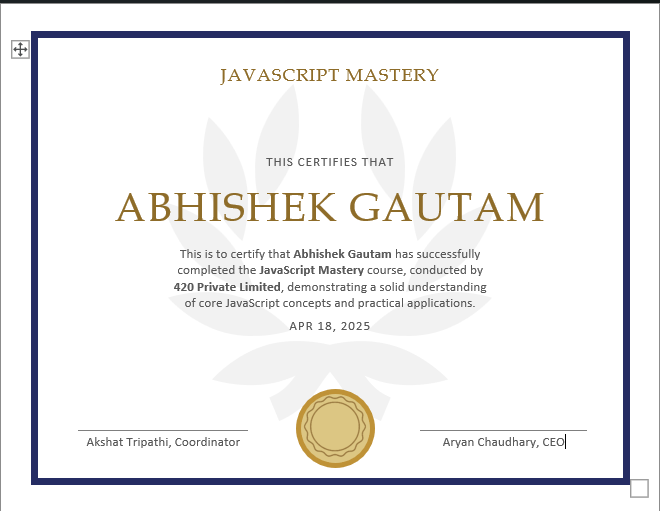 JAVASCRIPT MASTERY
THIS CERTIFIES THAT
ABHISHEK GAUTAM
This is to certify that Abhishek Gautam has successfully
completed the JavaScript Mastery course, conducted by
420 Private Limited, demonstrating a solid understanding
of core JavaScript concepts and practical applications.
APR 18, 2025
Akshat Tripathi, Coordinator
Aryan Chaudhary, CEO